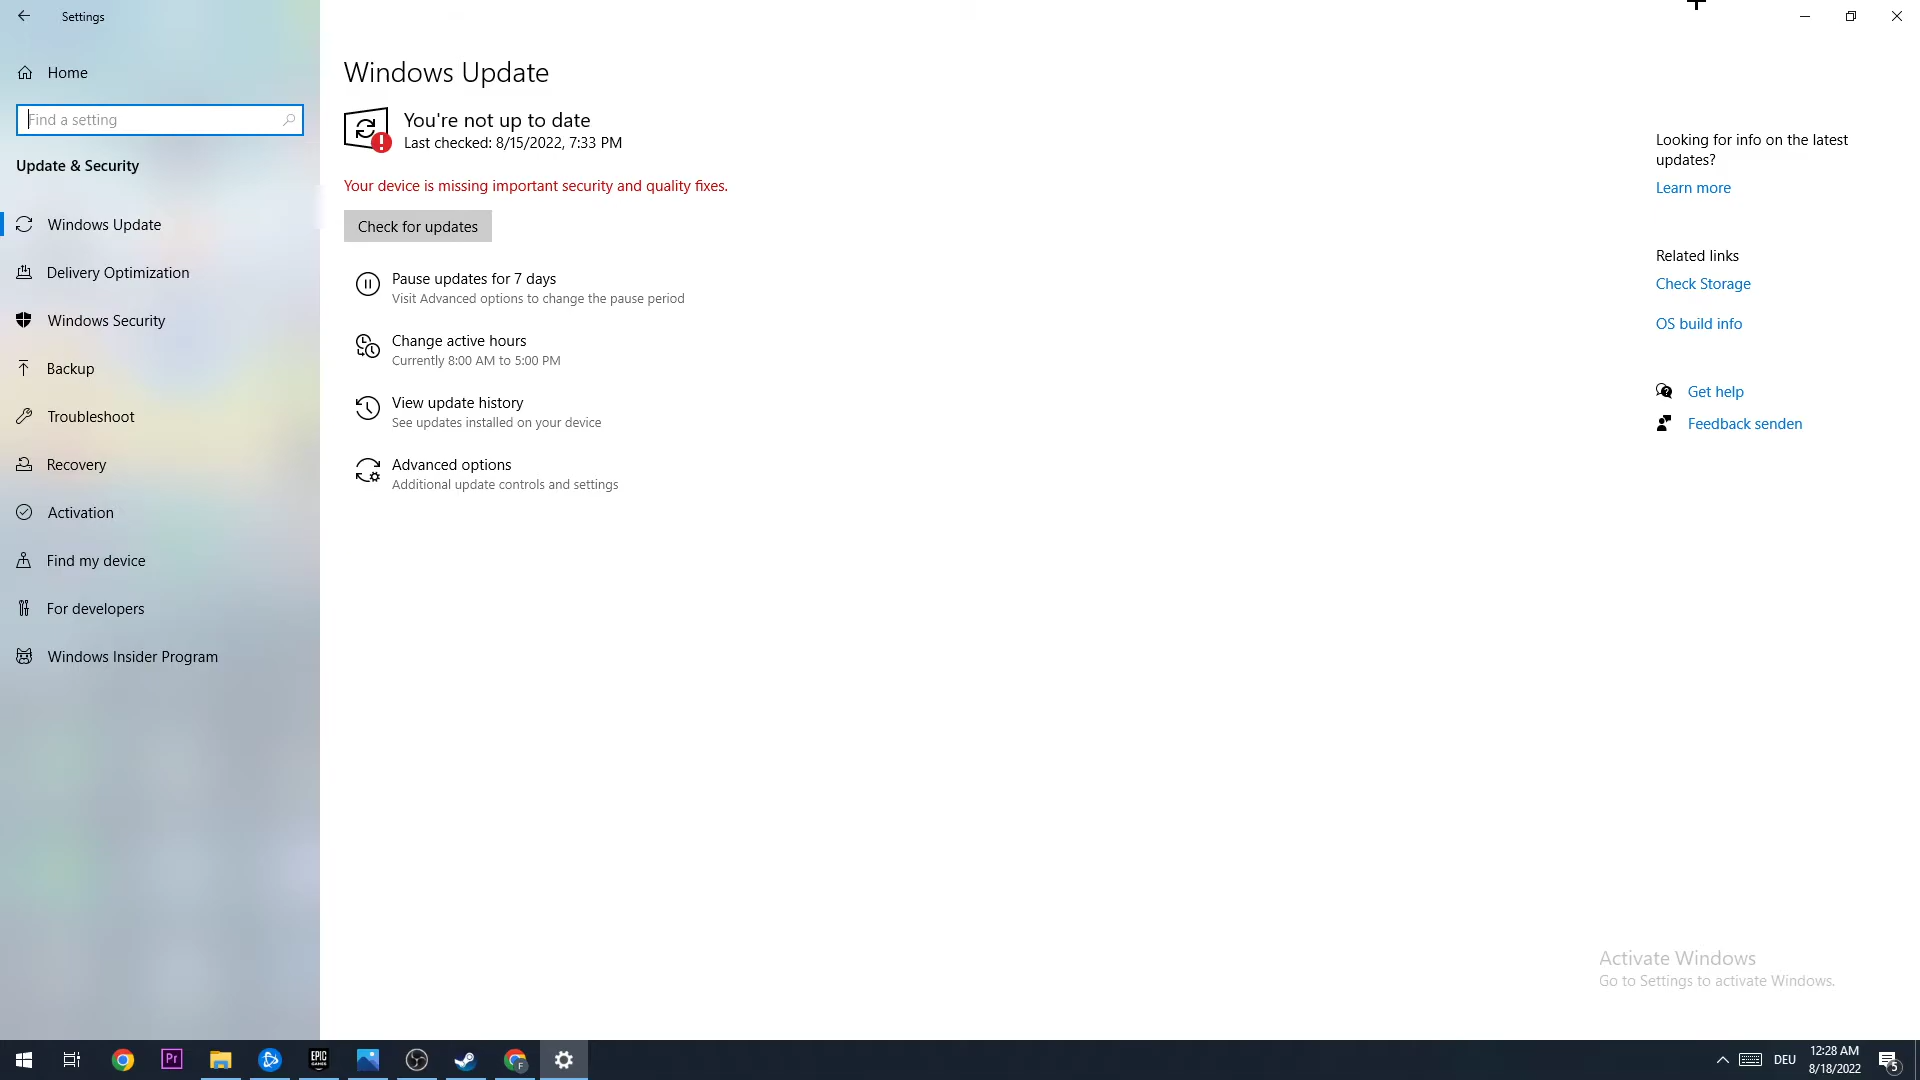 Settings
Home
Find a setting
Update & Security
Windows Update
Delivery Optimization
Windows Security
Backup
Troubleshoot
Recovery
Activation
Find my device
For developers
Windows Insider Program
Windows Update
You're not up to date
Last checked: 8/15/2022, 7:33 PM
Your device is missing important security and quality fixes.
Check for updates
Pause updates for 7 days
Visit Advanced options to change the pause period
Change active hours
Currently 8:00 AM to 5:00 PM
View update history
See updates installed on your device
Advanced options
Additional update controls and settings
Looking for info on the latest
updates?
Learn more
Related links
Check Storage
OS build info
Get help
Feedback senden
Activate Windows
Go to Settings to activate Windows.
Pr
EPIC
GAMES
F
DEU
12:28 AM
8/18/2022
5